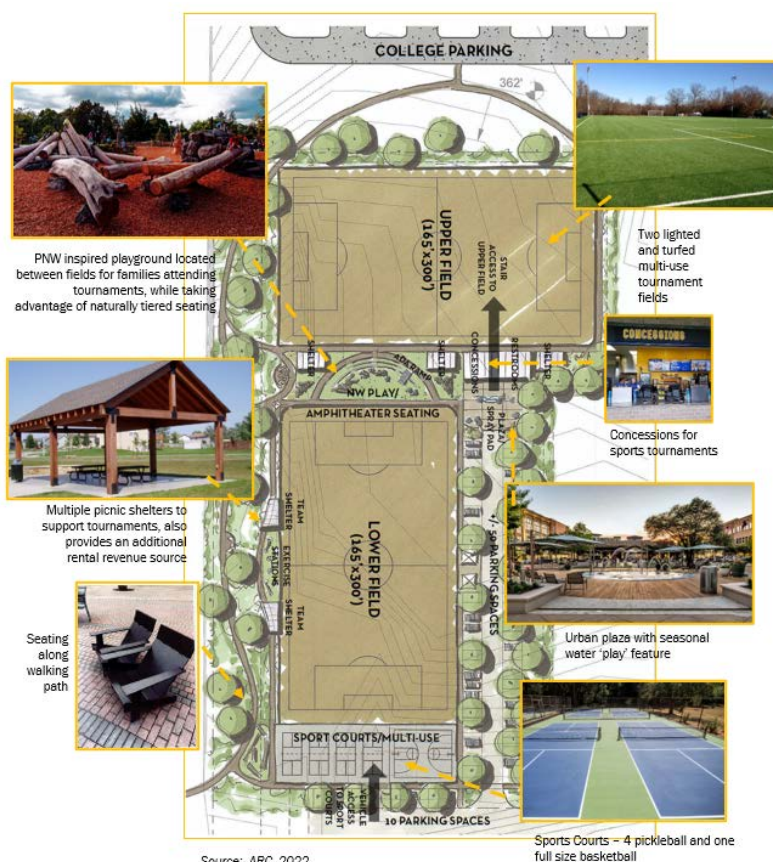 COLLEGE PARKING
362'
PNW inspired playground located
between fields for families attending
tournaments, while taking
advantage of naturally tiered seating
UPPER FIELD
(165'x300')
STAIR
ACCESS TO
UPPER FIELD
Two lighted
and turfed
multi-use
tournament
fields
SHELTER
ADA RAMP
SHELTER
CONCESSIONS
RESTROOMS
SHELTER
NW PLAY/
AMPHITHEATER SEATING
PLAZA/
SPRAY PAD
CONCESSIONS
Concessions for
sports tournaments
Multiple picnic shelters to
support tournaments, also
provides an additional
rental revenue source
TEAM
SHELTER
EXERCISE
STATIONS
TEAM
SHELTER
LOWER FIELD
(165'x300')
+/- 50 PARKING SPACES
Urban plaza with seasonal
water 'play' feature
Seating
along
walking
path
SPORT COURTS/MULTI-USE
VEHICLE
ACCESS
TO SPORT
COURTS
10 PARKING SPACES
Sports Courts – 4 pickleball and one
full size basketball
Source: ARC, 2022